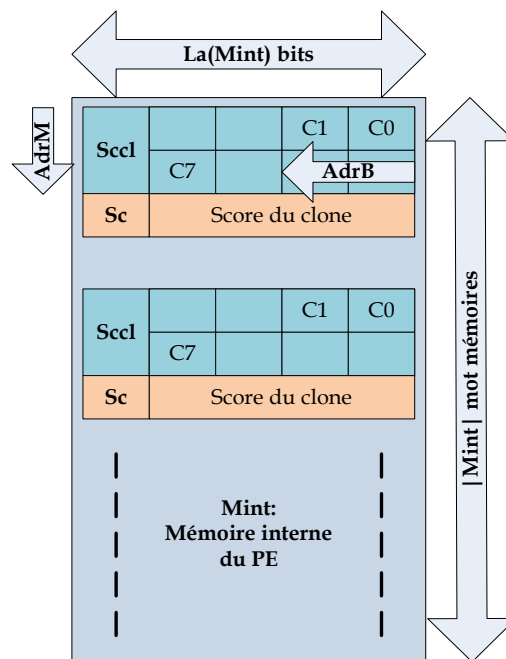 La(Mint) bits
AdrM
Sccl
C1 C0
C7
AdrB
Sc Score du clone
Sccl
C1 C0
C7
Sc Score du clone
|Mint| mot mémoires
Mint:
Mémoire interne
du PE